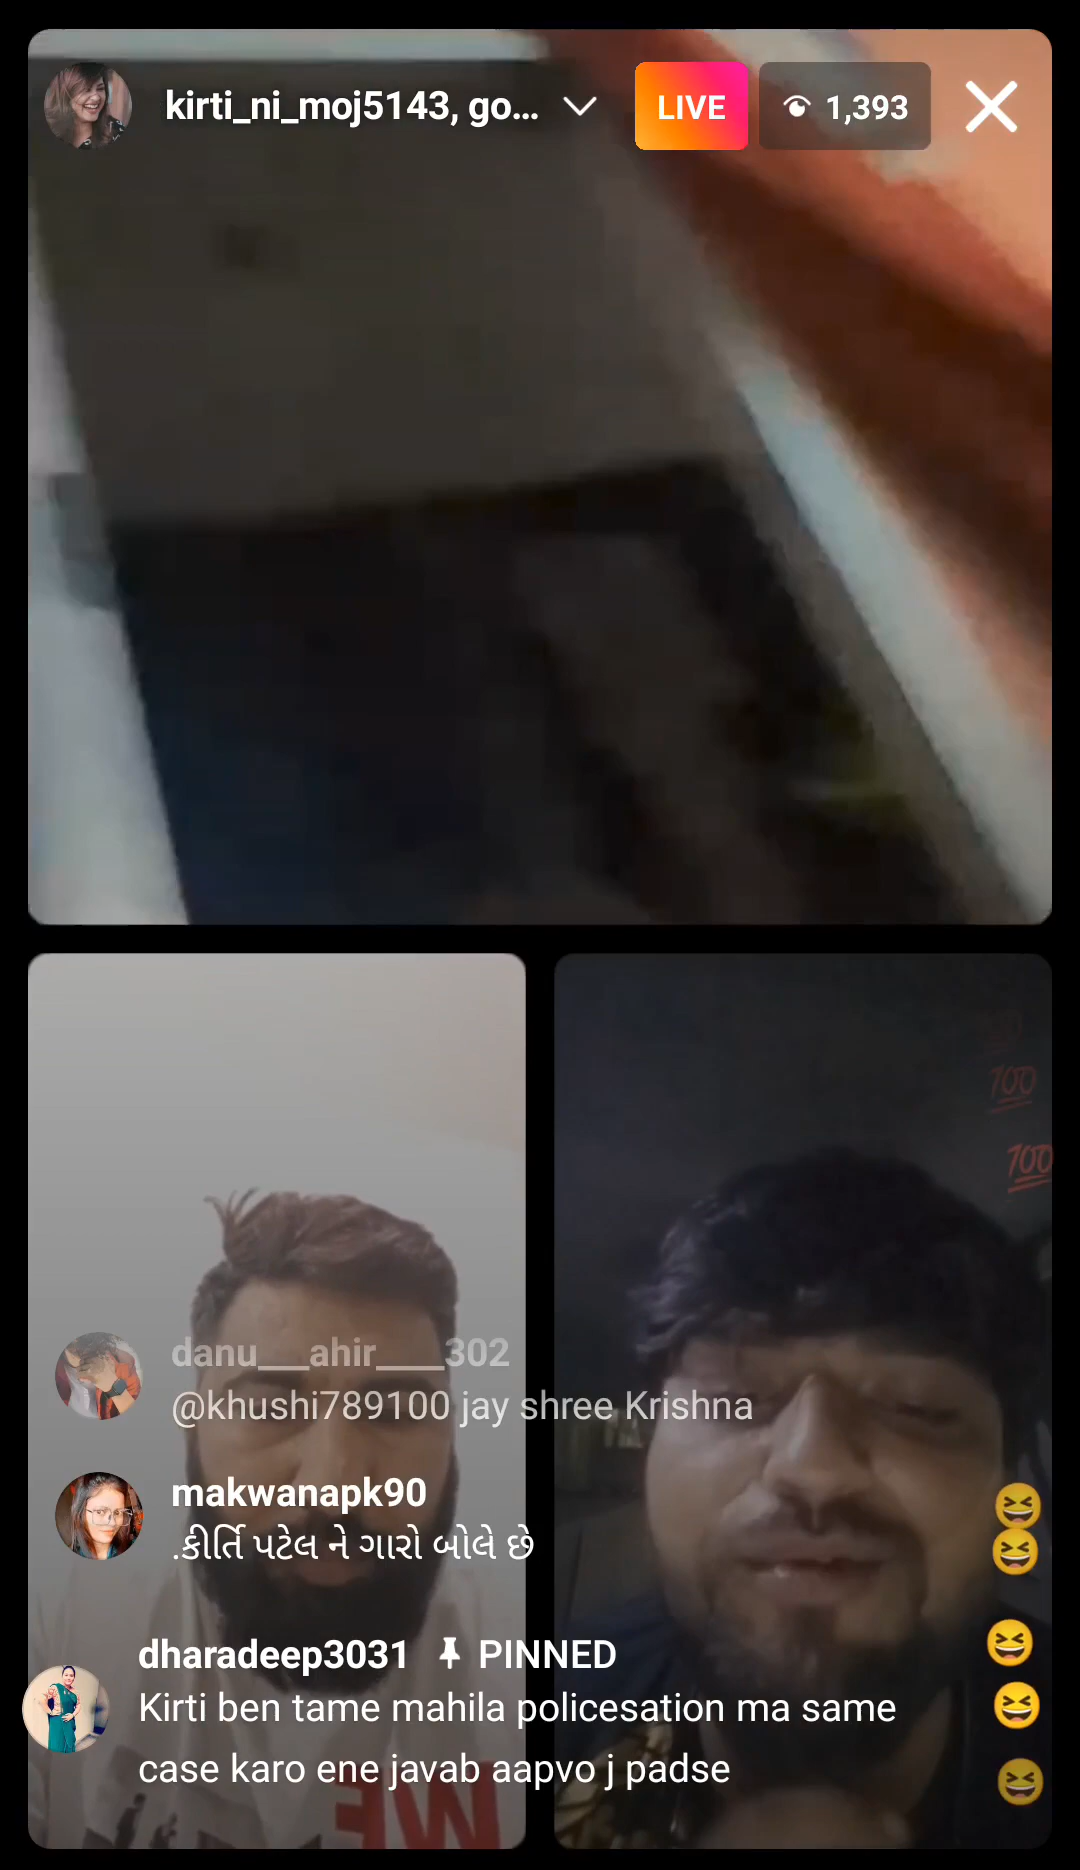 kirti_ni_moj5143, go...
LIVE
1,393
100
100
danu___ahir____302
@khushi789100 jay shree Krishna
makwanapk90
.કીર્તિ પટેલ ને ગારો બોલે છે
dharadeep3031 PINNED
Kirti ben tame mahila policesation ma same
case karo ene javab aapvo j padse